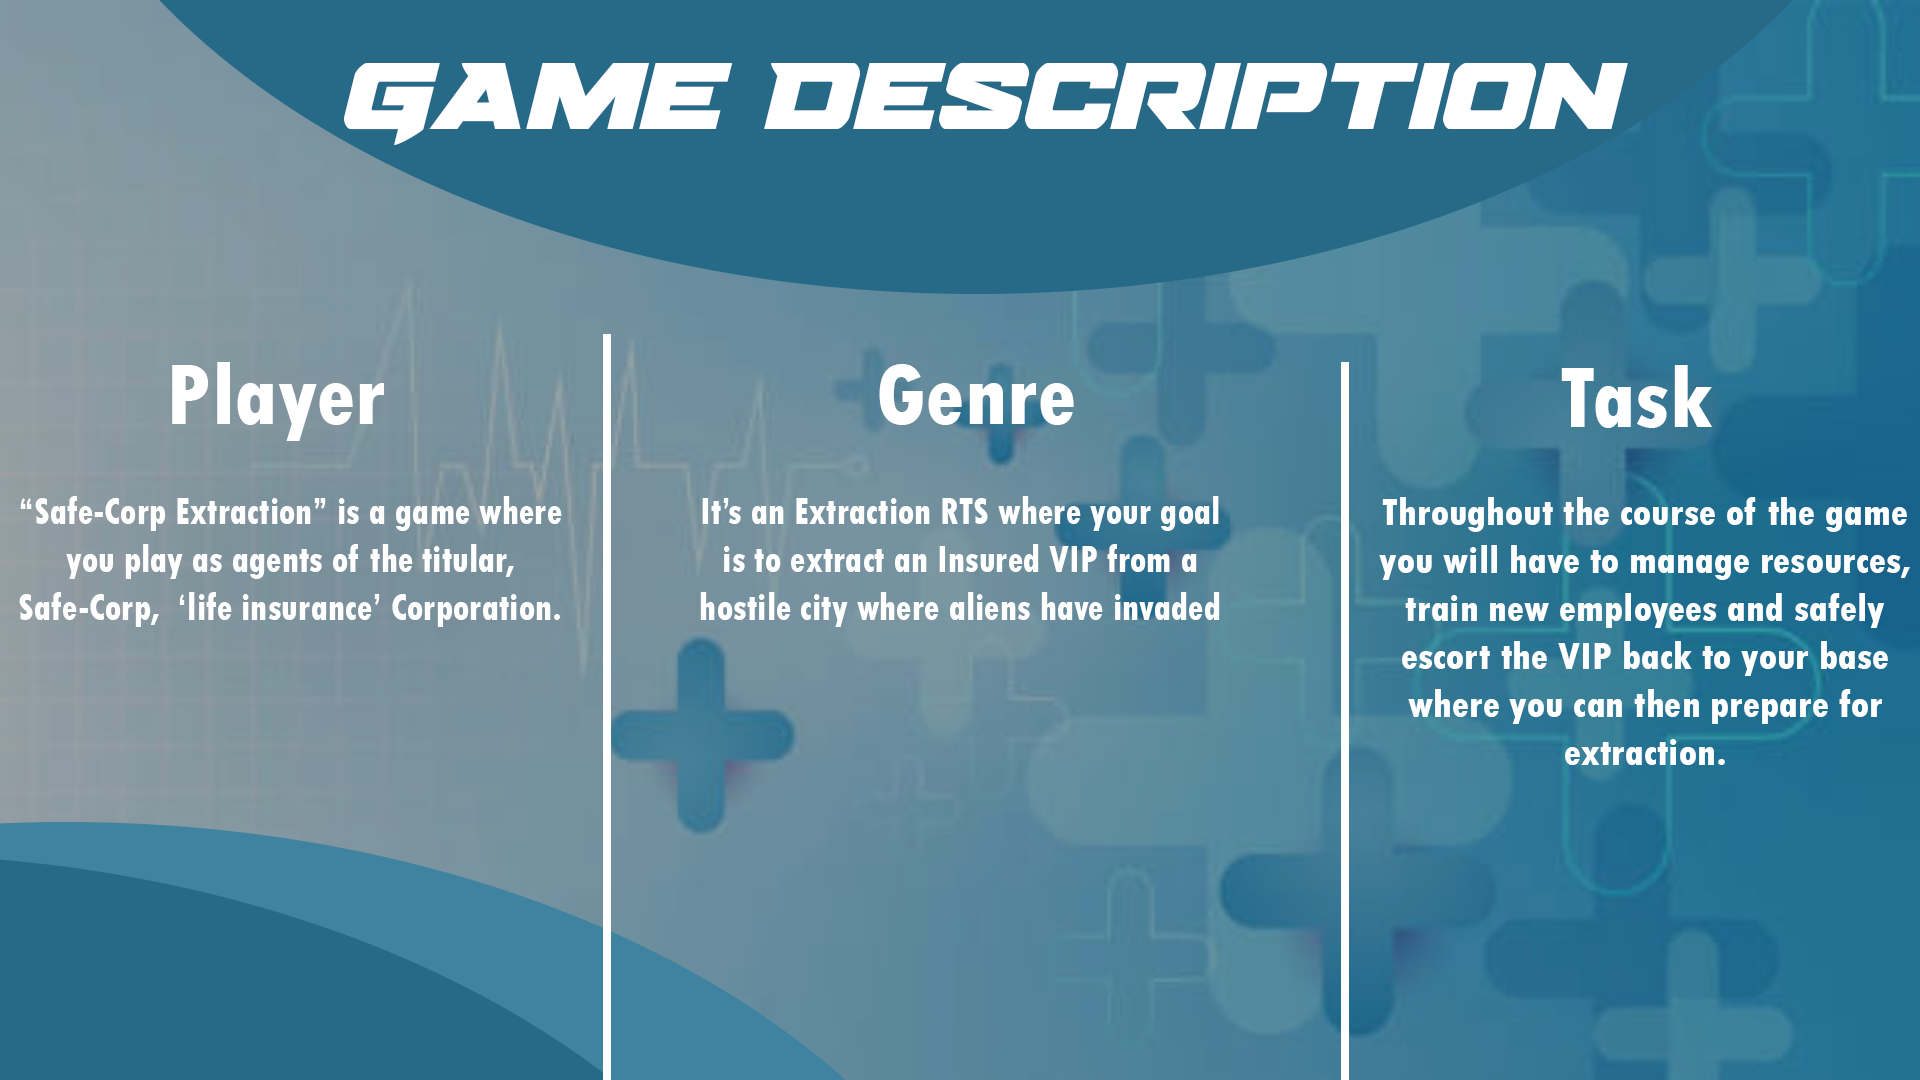 GAME DESCRIPTION
Player
“Safe-Corp Extraction” is a game where
you play as agents of the titular,
Safe-Corp,  ‘life insurance’ Corporation.
Genre
It’s an Extraction RTS where your goal
is to extract an Insured VIP from a
hostile city where aliens have invaded
Task
Throughout the course of the game
you will have to manage resources,
train new employees and safely
escort the VIP back to your base
where you can then prepare for
extraction.